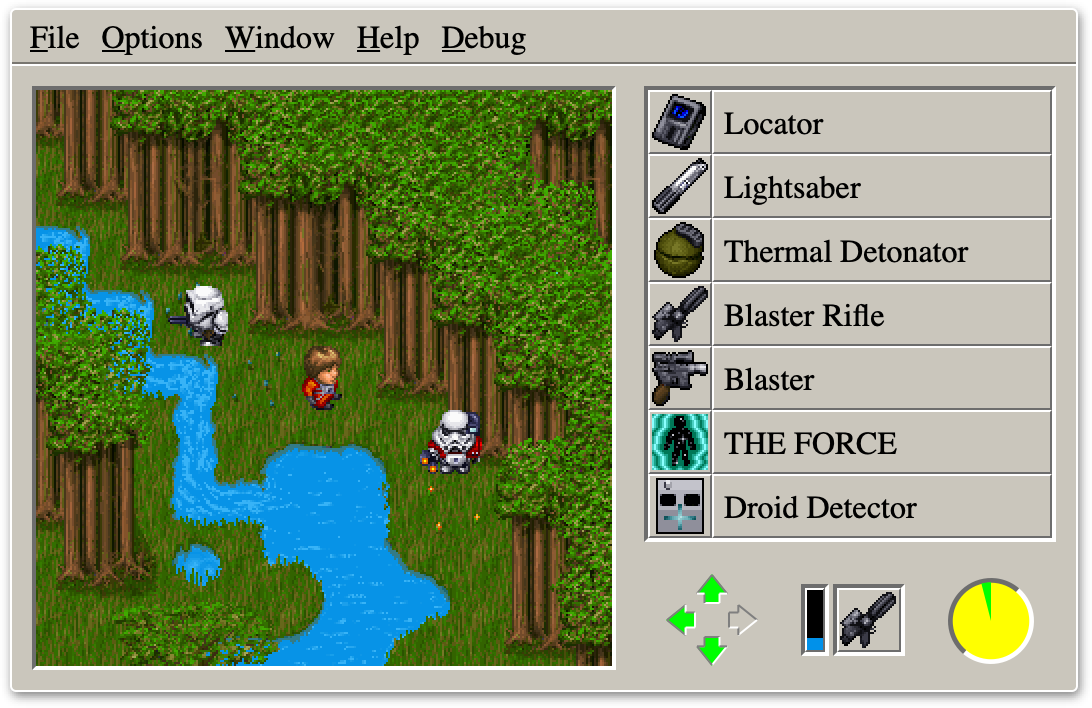 File Options Window Help Debug
Locator
Lightsaber
Thermal Detonator
Blaster Rifle
Blaster
THE FORCE
Droid Detector